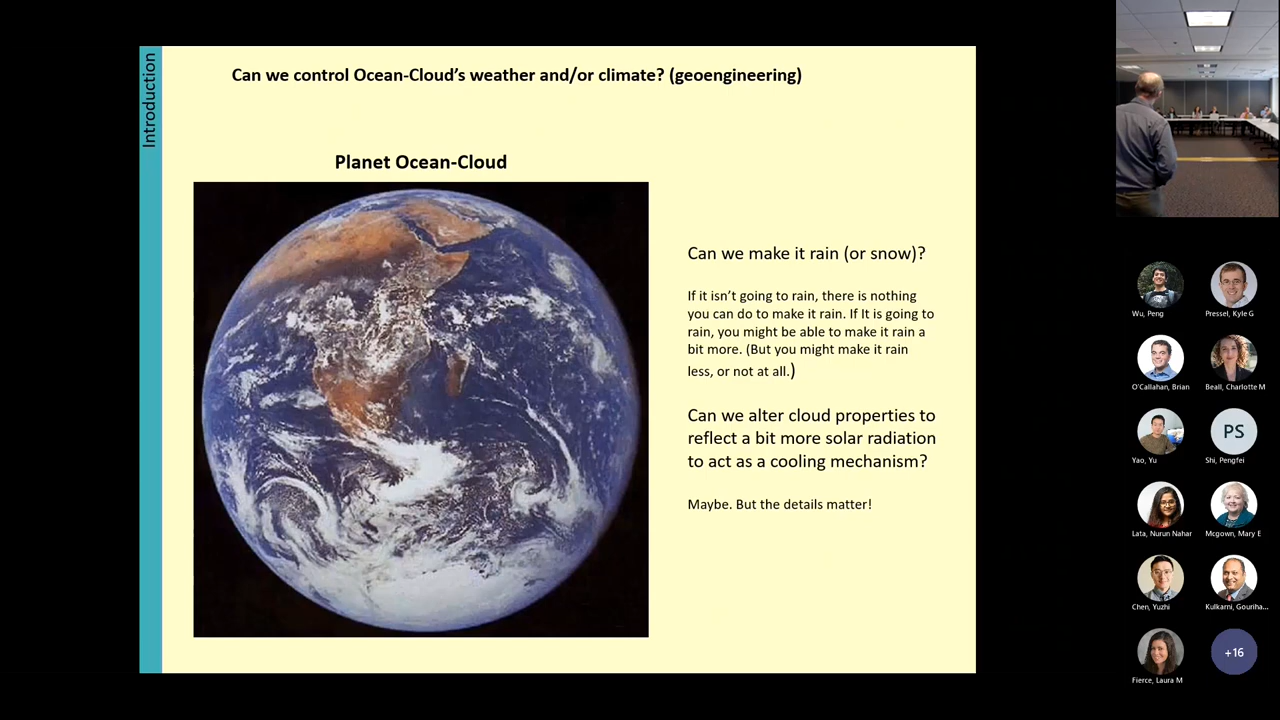 Introduction
Can we control Ocean-Cloud's weather and/or climate? (geoengineering)
Planet Ocean-Cloud
Can we make it rain (or snow)?
If it isn't going to rain, there is nothing
you can do to make it rain. If It is going to
rain, you might be able to make it rain a
bit more. (But you might make it rain
less, or not at all.)
Can we alter cloud properties to
reflect a bit more solar radiation
to act as a cooling mechanism?
Maybe. But the details matter!
Wu, Peng
Pressel, Kyle G
O'Callahan, Brian
Beall, Charlotte M
Yao, Yu
PS
Shi, Pengfei
Lata, Nurun Nahar
Mcgown, Mary E
Chen, Yuzhi
Kulkarni, Gouriha...
Fierce, Laura M
+16